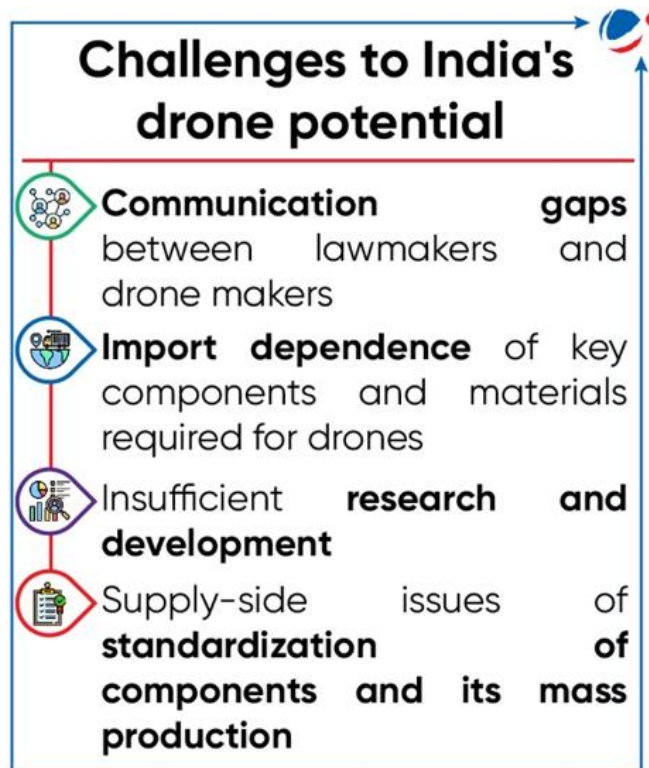 Challenges to India's
drone potential
Communication gaps
between lawmakers and
drone makers
Import dependence of key
components and materials
required for drones
Insufficient research and
development
Supply-side issues of
standardization of
components and its mass
production